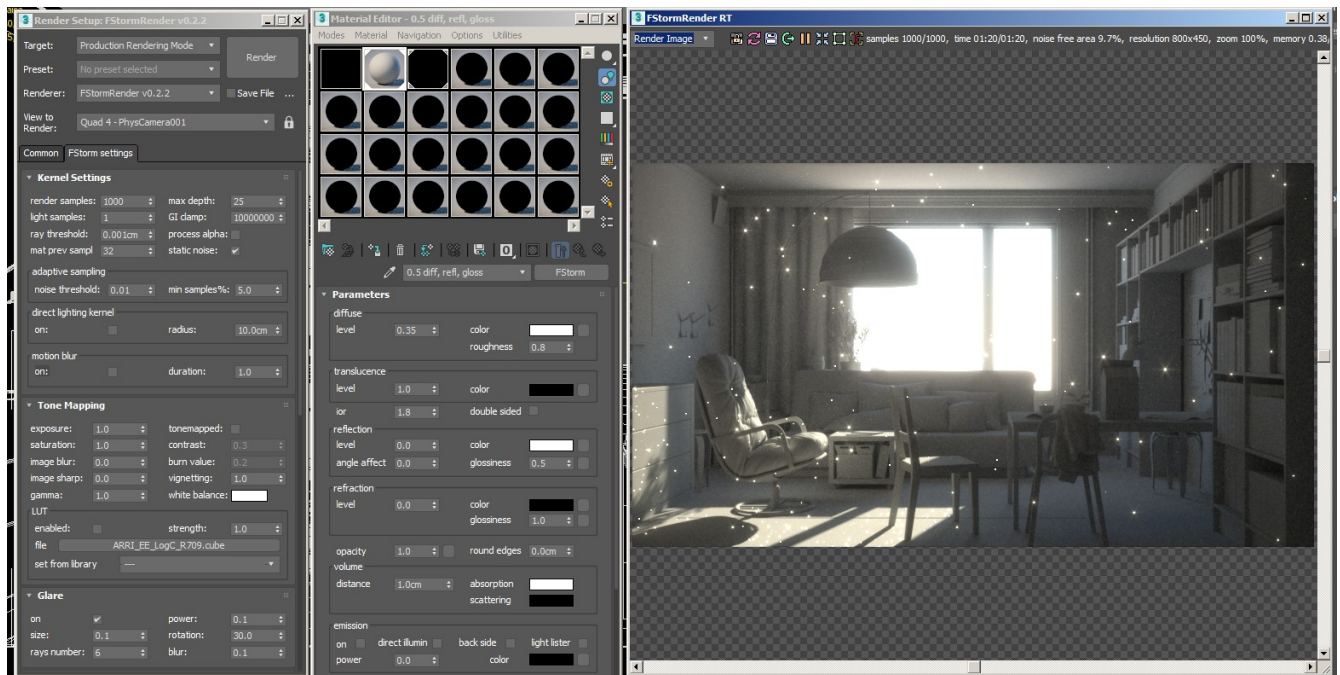 Render Setup: FStormRender v0.2.2
Target: Production Rendering Mode
Render
Preset: No preset selected
Renderer: FStormRender v0.2.2 Save File ...
View to Render: Quad 4 - PhysCamera001
Common FStorm settings
Kernel Settings
render samples: 1000 max depth: 25
light samples: 1 GI clamp: 10000000
ray threshold: 0.001cm process alpha:
mat prev sampl 32 static noise:
adaptive sampling
noise threshold: 0.01 min samples%: 5.0
direct lighting kernel
on: radius: 10.0cm
motion blur
on: duration: 1.0
Tone Mapping
exposure: 1.0 tonemapped:
saturation: 1.0 contrast: 0.3
image blur: 0.0 burn value: 0.2
image sharp: 0.0 vignetting: 1.0
gamma: 1.0 white balance:
LUT
enabled: strength: 1.0
file ARRI_EE_LogC_R709.cube
set from library ---
Glare
on power: 0.1
size: 0.1 rotation: 30.0
rays number: 6 blur: 0.1
Material Editor - 0.5 diff, refl, gloss
Modes Material Navigation Options Utilities
0.5 diff, refl, gloss FStorm
Parameters
diffuse
level 0.35 color
roughness 0.8
translucence
level 1.0 color
ior 1.8 double sided
reflection
level 0.0 color
angle affect 0.0 glossiness 0.5
refraction
level 0.0 color
glossiness 1.0
opacity 1.0 round edges 0.0cm
volume
distance 1.0cm absorption
scattering
emission
on direct illumin back side light lister
power 0.0 color
FStormRender RT
Render Image samples 1000/1000, time 01:20/01:20, noise free area 9.7%, resolution 800x450, zoom 100%, memory 0.38,